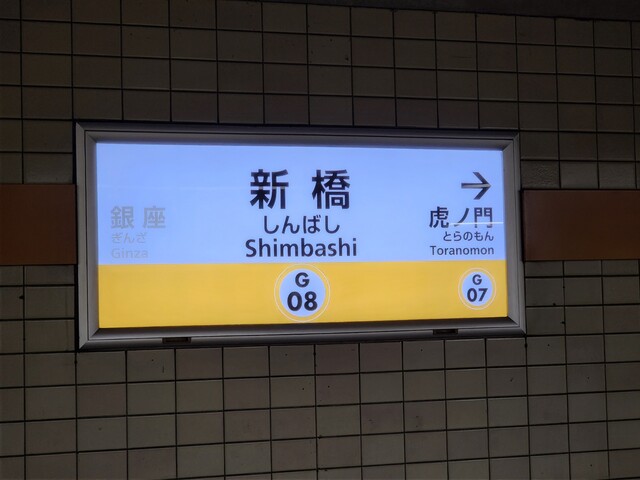 新橋
しんばし
Shimbashi
G
08
銀座
ぎんざ
Ginza
→
虎ノ門
とらのもん
Toranomon
G
07